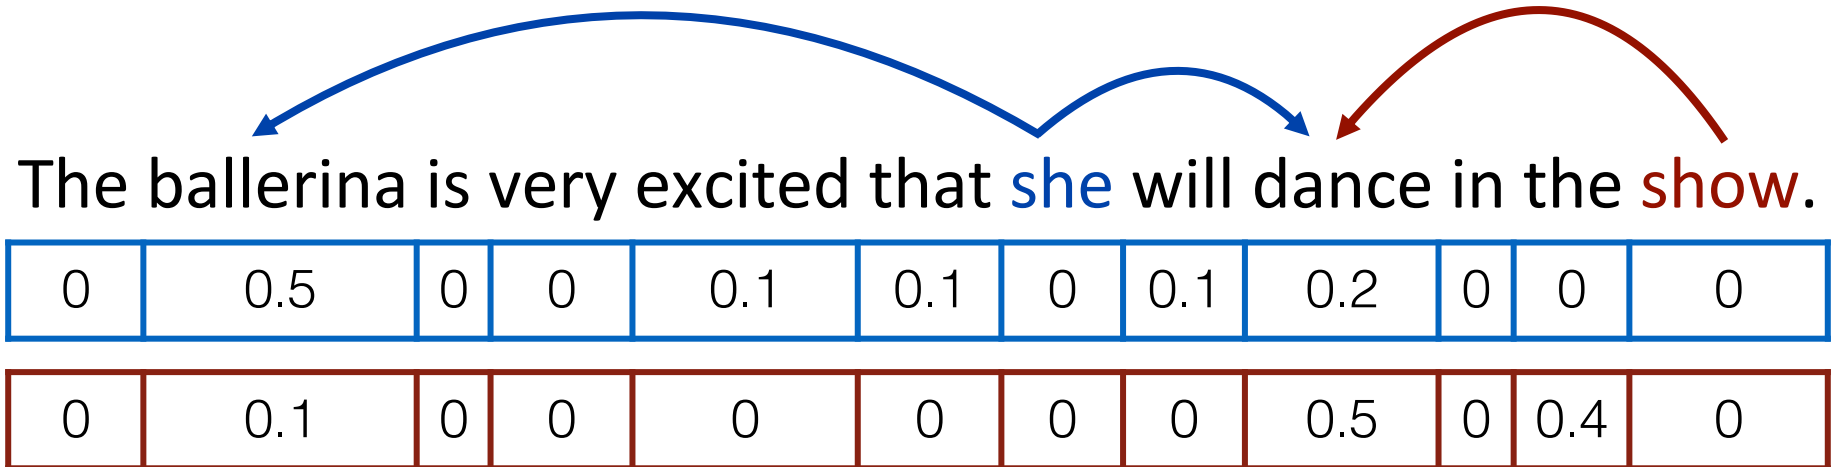 The ballerina is very excited that she will dance in the show.
0 0.5 0 0 0.1 0.1 0 0.1 0.2 0 0 0
0 0.1 0 0 0 0 0 0 0.5 0 0.4 0